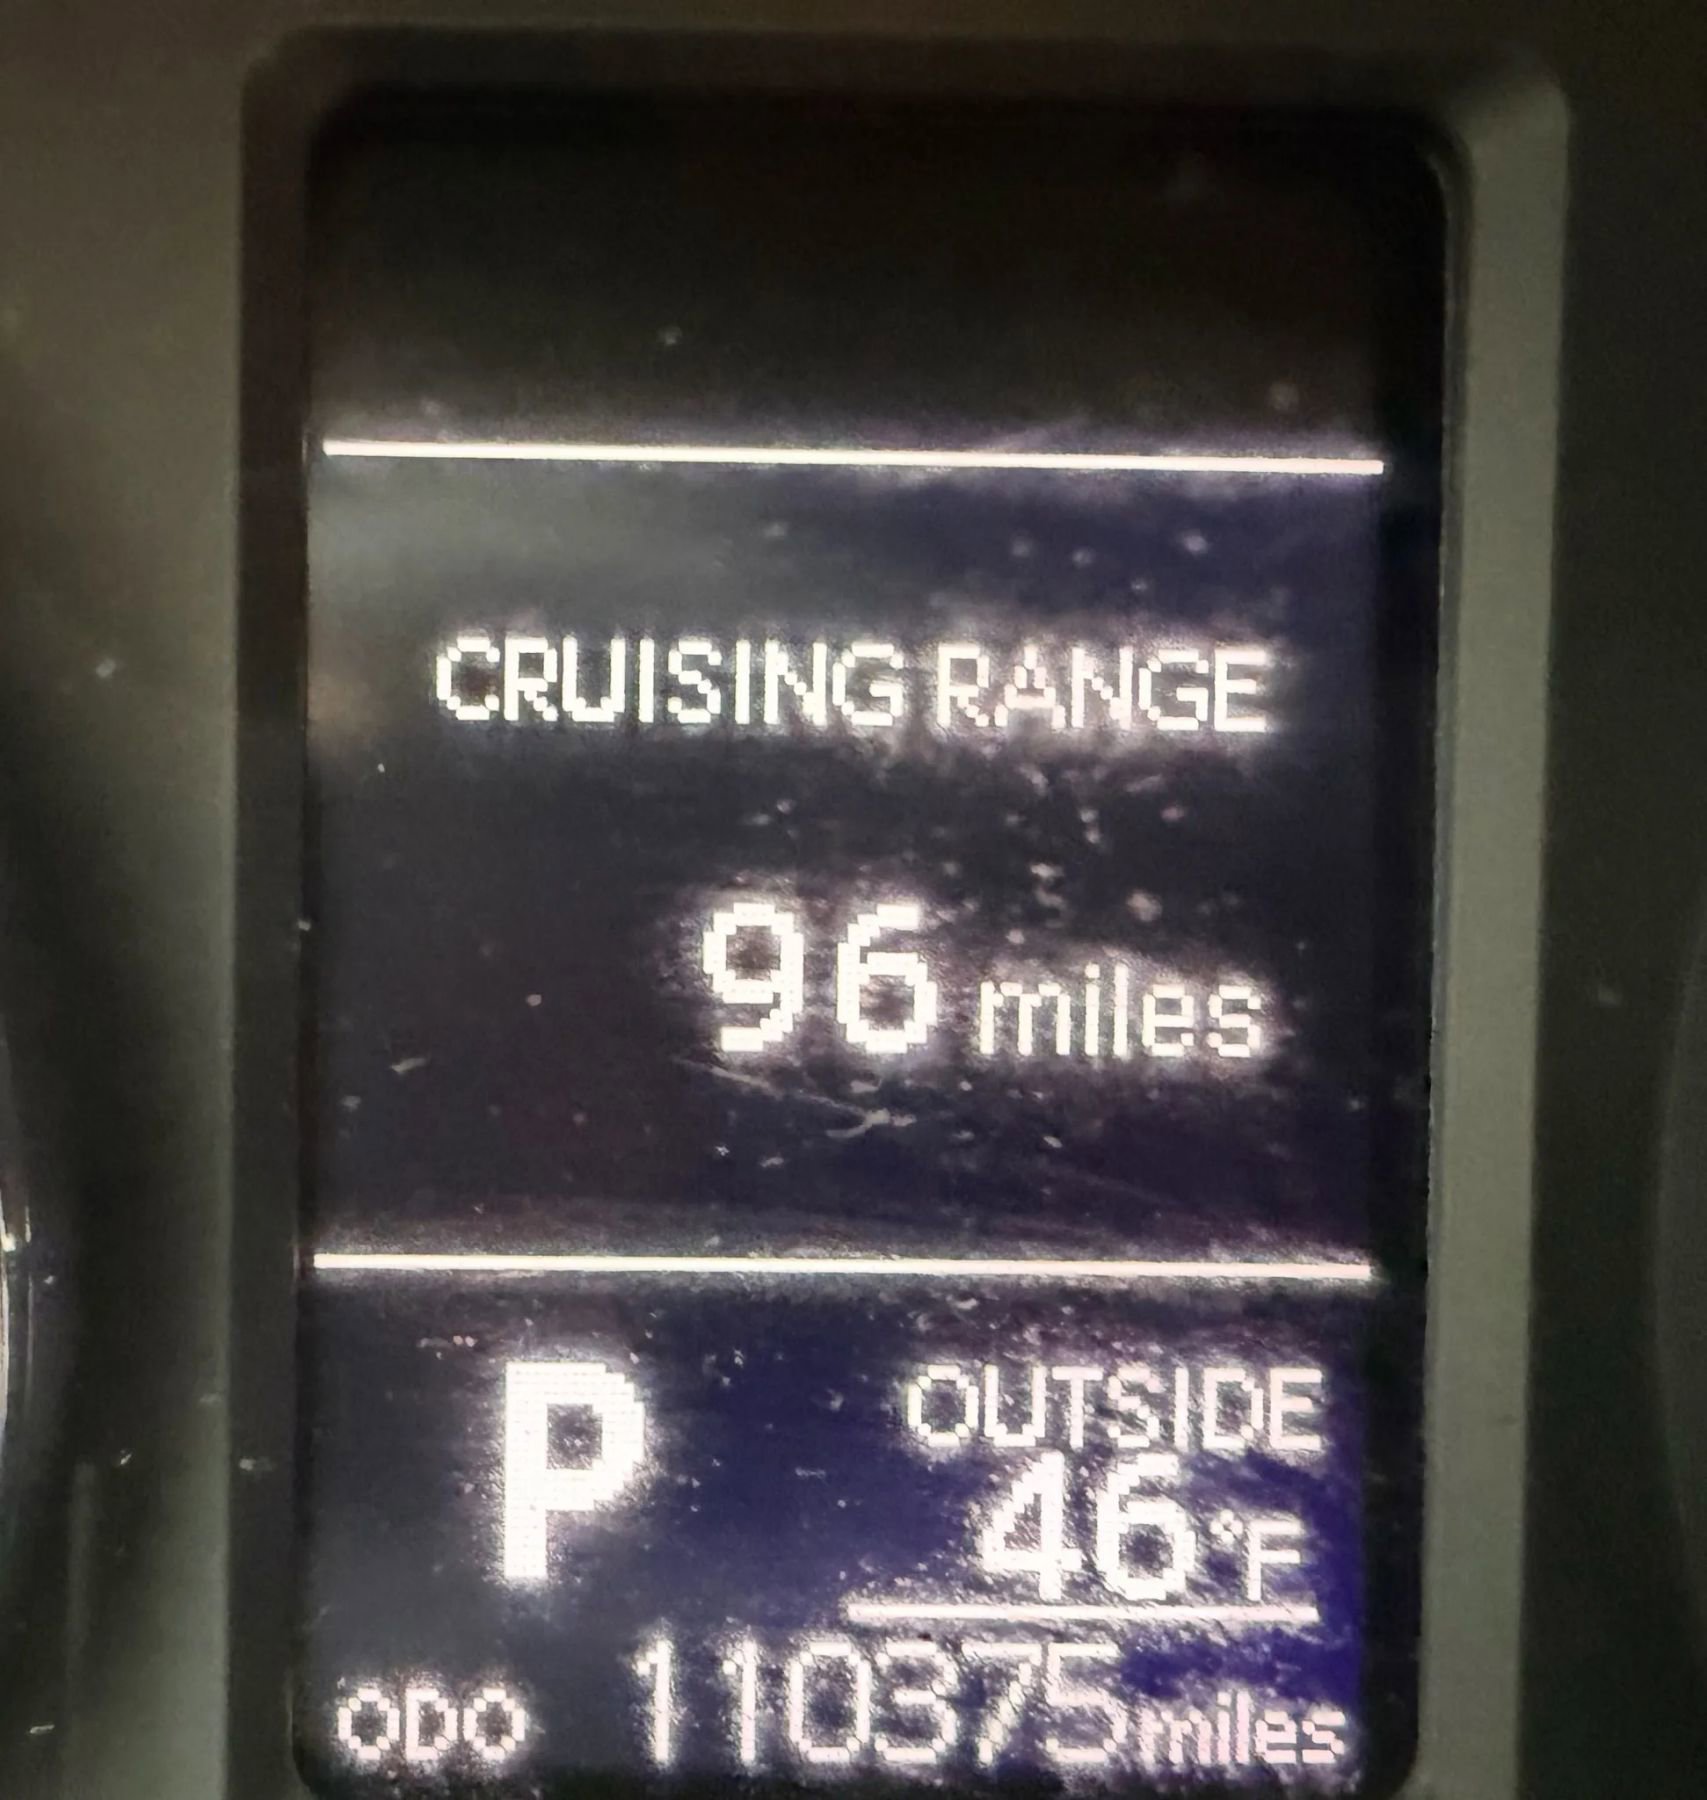 CRUISING RANGE
96 miles
P
OUTSIDE
46°F
ODO 110375 miles